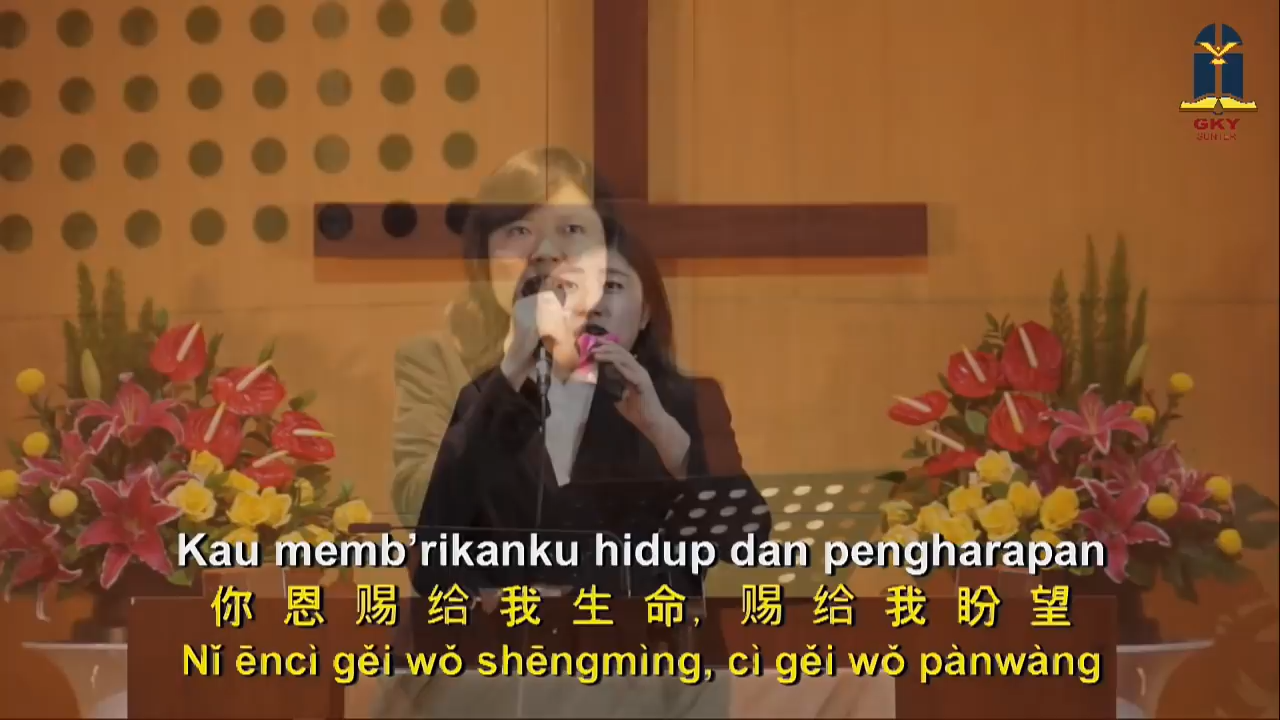 GKY
SUNTER
Kau memb’rikanku hidup dan pengharapan
你恩赐给我生命, 赐给我盼望
Nǐ ēncì gěi wǒ shēngmìng, cì gěi wǒ pànwàng